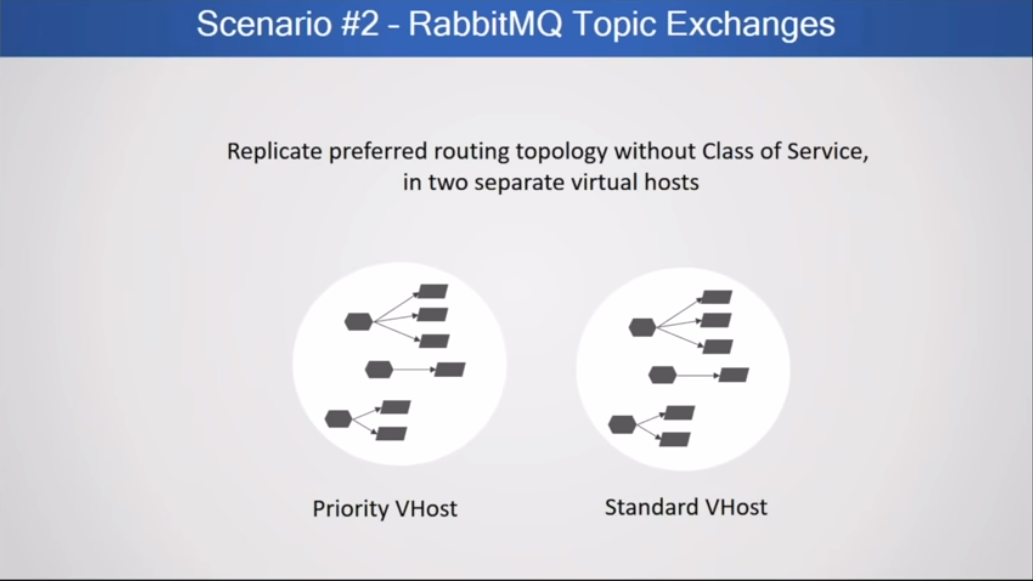 Scenario #2 - RabbitMQ Topic Exchanges
Replicate preferred routing topology without Class of Service,
in two separate virtual hosts
Priority VHost
Standard VHost